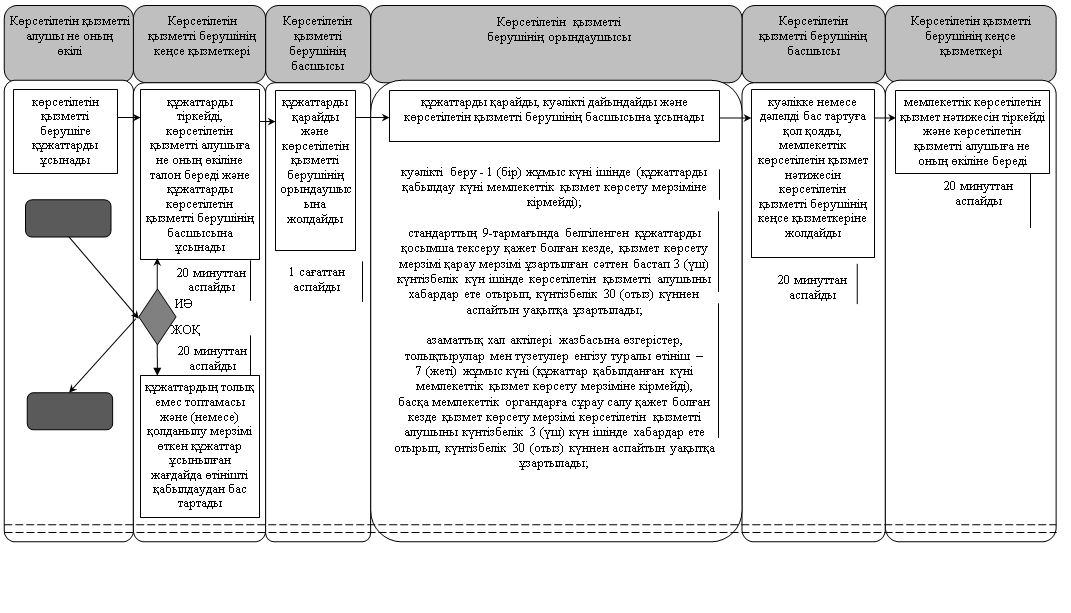 Көрсетілетін қызметті
алушы не оның
өкілі
Көрсетілетін
қызметті берушінің
кеңсе қызметкері
Көрсетілетін
қызметті
берушінің
басшысы
Көрсетілетін қызметті
берушінің орындаушысы
Көрсетілетін
қызметті берушінің
басшысы
Көрсетілетін қызметті
берушінің кеңсе
қызметкері
көрсетілетін
қызметті
берушіге
құжаттарды
ұсынады
құжаттарды
тіркейді,
көрсетілетін
қызметті алушыға
не оның өкіліне
талон береді және
құжаттарды
көрсетілетін
қызметті берушінің
басшысына
ұсынады
20 минуттан
аспайды
ИӘ
ЖОҚ
20 минуттан
аспайды
құжаттардың толық
емес топтамасы
және (немесе)
қолданылу мерзімі
өткен құжаттар
ұсынылған
жағдайда өтінішті
қабылдаудан бас
тартады
құжаттарды
қарайды
және
көрсетілетін
қызметті
берушінің
орындаушыс
ына
жолдайды
1 сағаттан
аспайды
құжаттарды қарайды, куәлікті дайындайды және
көрсетілетін қызметті берушінің басшысына ұсынады
куәлікті беру - 1 (бір) жұмыс күні ішінде (құжаттарды
қабылдау күні мемлекеттік қызмет көрсету мерзіміне
кірмейді);
стандарттың 9-тармағында белгіленген құжаттарды
қосымша тексеру қажет болған кезде, қызмет көрсету
мерзімі қарау мерзімі ұзартылған сәттен бастап 3 (үш)
күнтізбелік күн ішінде көрсетілетін қызметті алушыны
хабардар ете отырып, күнтізбелік 30 (отыз) күннен
аспайтын уақытқа ұзартылады;
азаматтық хал актілері жазбасына өзгерістер,
толықтырулар мен түзетулер енгізу туралы өтініш –
7 (жеті) жұмыс күні (құжаттар қабылданған күні
мемлекеттік қызмет көрсету мерзіміне кірмейді),
басқа мемлекеттік органдарға сұрау салу қажет болған
кезде қызмет көрсету мерзімі көрсетілетін қызметті
алушыны күнтізбелік 3 (үш) күн ішінде хабардар ете
отырып, күнтізбелік 30 (отыз) күннен аспайтын уақытқа
ұзартылады;
куәлікке немесе
дәлелді бас тартуға
қол қояды,
мемлекеттік
көрсетілетін қызмет
нәтижесін
көрсетілетін
қызметті берушінің
кеңсе қызметкеріне
жолдайды
20 минуттан
аспайды
мемлекеттік көрсетілетін
қызмет нәтижесін тіркейді
және көрсетілетін
қызметті алушыға не
оның өкіліне береді
20 минуттан
аспайды